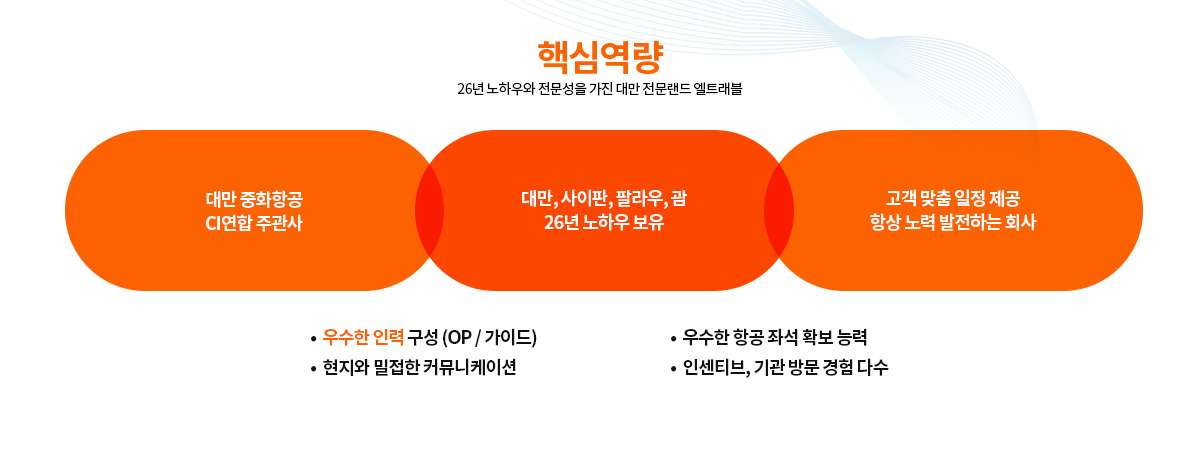 핵심역량
26년 노하우와 전문성을 가진 대만 전문랜드 엘트래블
대만 중화항공
CI연합 주관사
대만, 사이판, 팔라우, 괌
26년 노하우 보유
고객 맞춤 일정 제공
항상 노력 발전하는 회사
• 우수한 인력 구성 (OP / 가이드)
• 현지와 밀접한 커뮤니케이션
• 우수한 항공 좌석 확보 능력
• 인센티브, 기관 방문 경험 다수